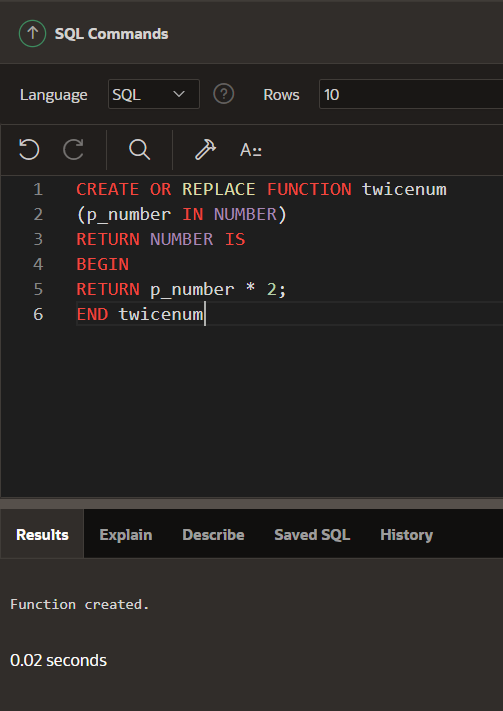 SQL Commands
Language SQL Rows 10
A::
1 CREATE OR REPLACE FUNCTION twicenum
2 (p_number IN NUMBER)
3 RETURN NUMBER IS
4 BEGIN
5 RETURN p_number * 2;
6 END twicenum
Results Explain Describe Saved SQL History
Function created.
0.02 seconds